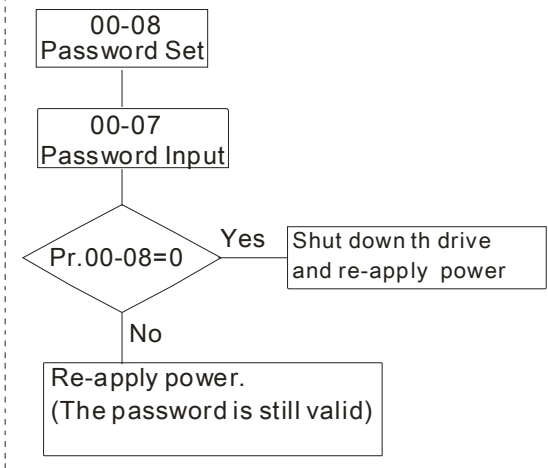 00-08
Password Set
00-07
Password Input
Pr.00-08=0
Yes
Shut down th drive
and re-apply power
No
Re-apply power.
(The password is still valid)